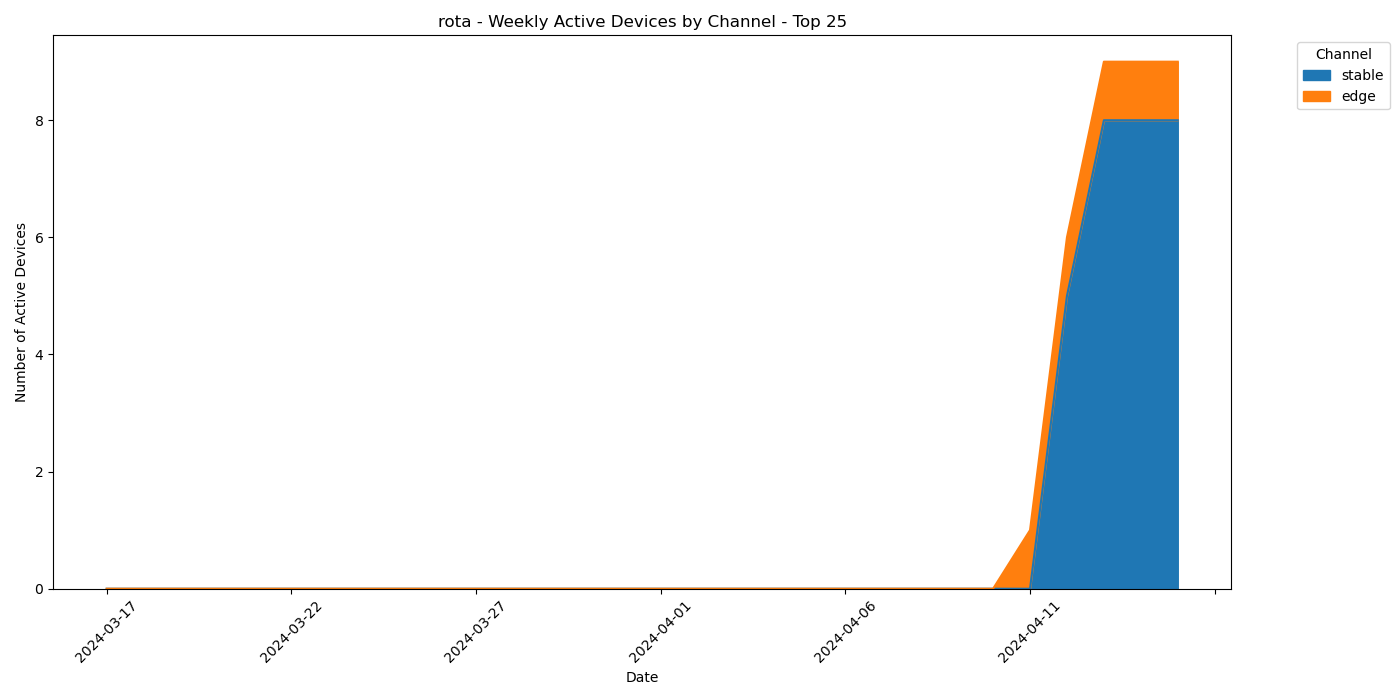 rota - Weekly Active Devices by Channel - Top 25
Channel
stable
edge
Number of Active Devices
8
6
4
2
0
2024-03-17
2024-03-22
2024-03-27
2024-04-01
2024-04-06
2024-04-11
Date